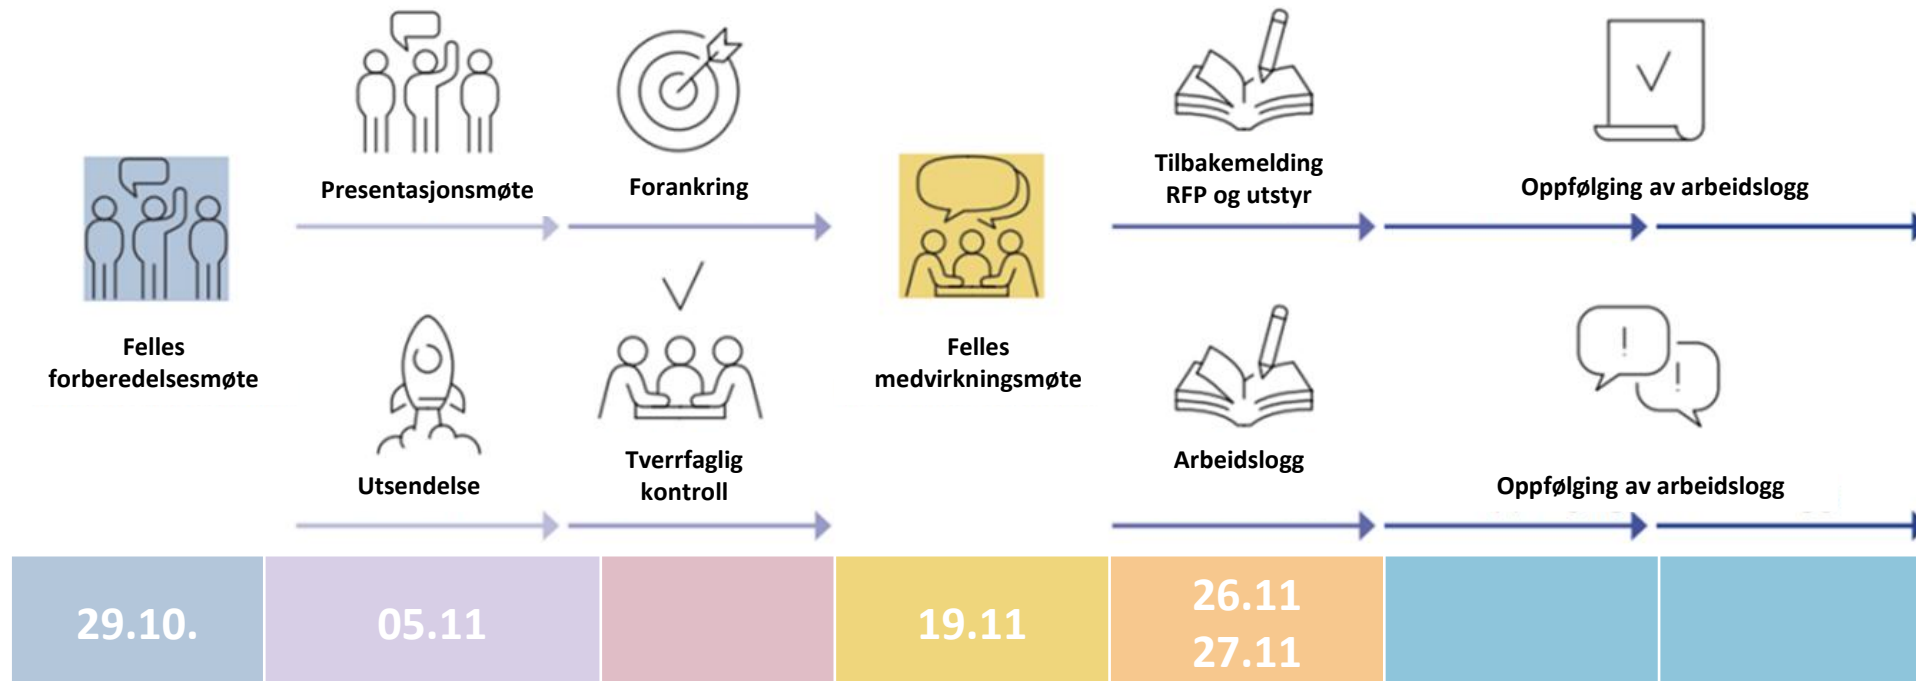 Presentasjonsmøte
Forankring
Tilbakemelding
RFP og utstyr
Oppfølging av arbeidslogg
Felles
forberedelsesmøte
Felles
medvirkningsmøte
Utsendelse
Tverrfaglig
kontroll
Arbeidslogg
Oppfølging av arbeidslogg
29.10.
05.11
19.11
26.11
27.11